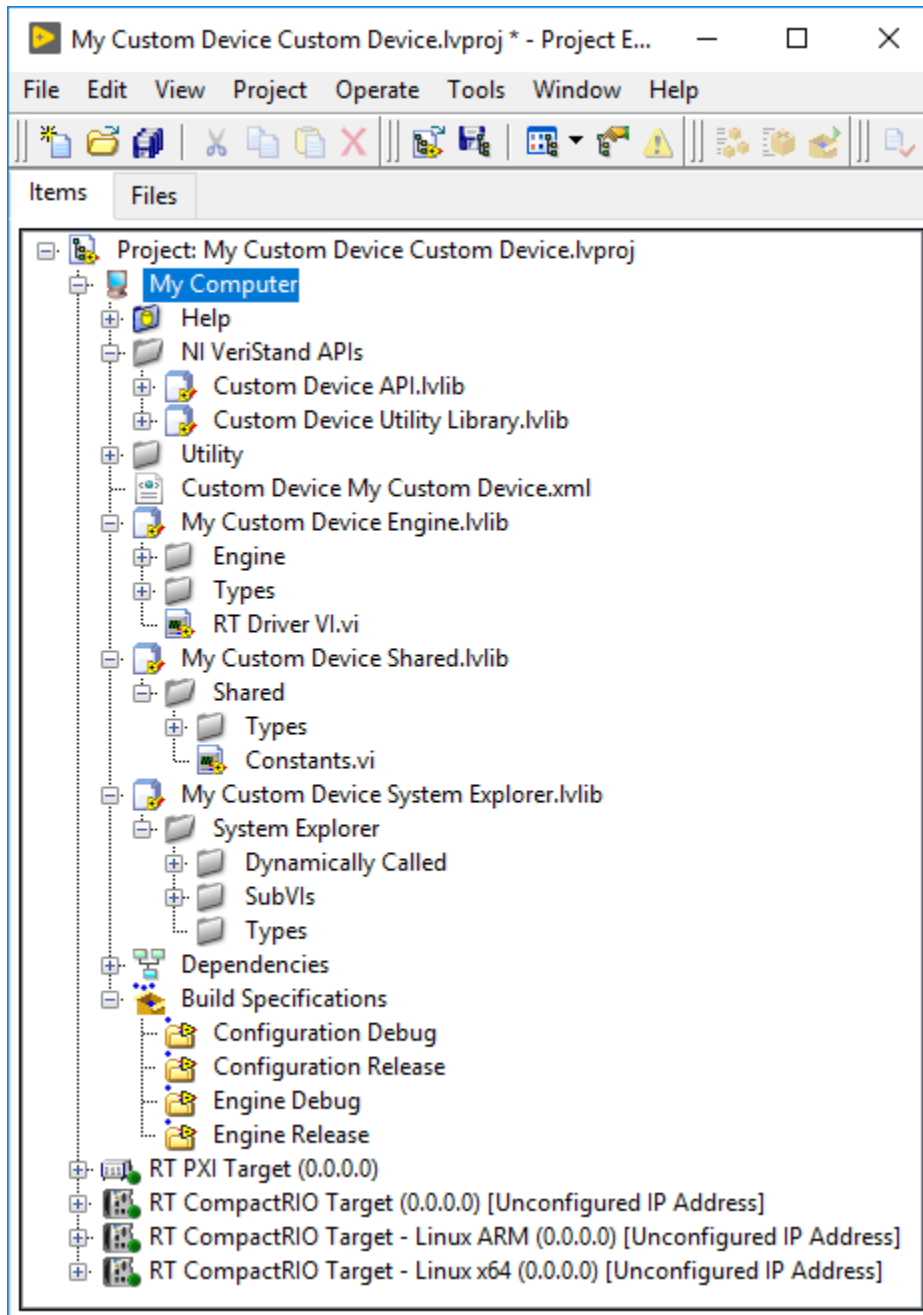 My Custom Device Custom Device.lvproj * - Project E...
File Edit View Project Operate Tools Window Help
Items Files
Project: My Custom Device Custom Device.lvproj
My Computer
Help
NI VeriStand APIs
Custom Device API.lvlib
Custom Device Utility Library.lvlib
Utility
Custom Device My Custom Device.xml
My Custom Device Engine.lvlib
Engine
Types
RT Driver VI.vi
My Custom Device Shared.lvlib
Shared
Types
Constants.vi
My Custom Device System Explorer.lvlib
System Explorer
Dynamically Called
SubVIs
Types
Dependencies
Build Specifications
Configuration Debug
Configuration Release
Engine Debug
Engine Release
RT PXI Target (0.0.0.0)
RT CompactRIO Target (0.0.0.0) [Unconfigured IP Address]
RT CompactRIO Target - Linux ARM (0.0.0.0) [Unconfigured IP Address]
RT CompactRIO Target - Linux x64 (0.0.0.0) [Unconfigured IP Address]